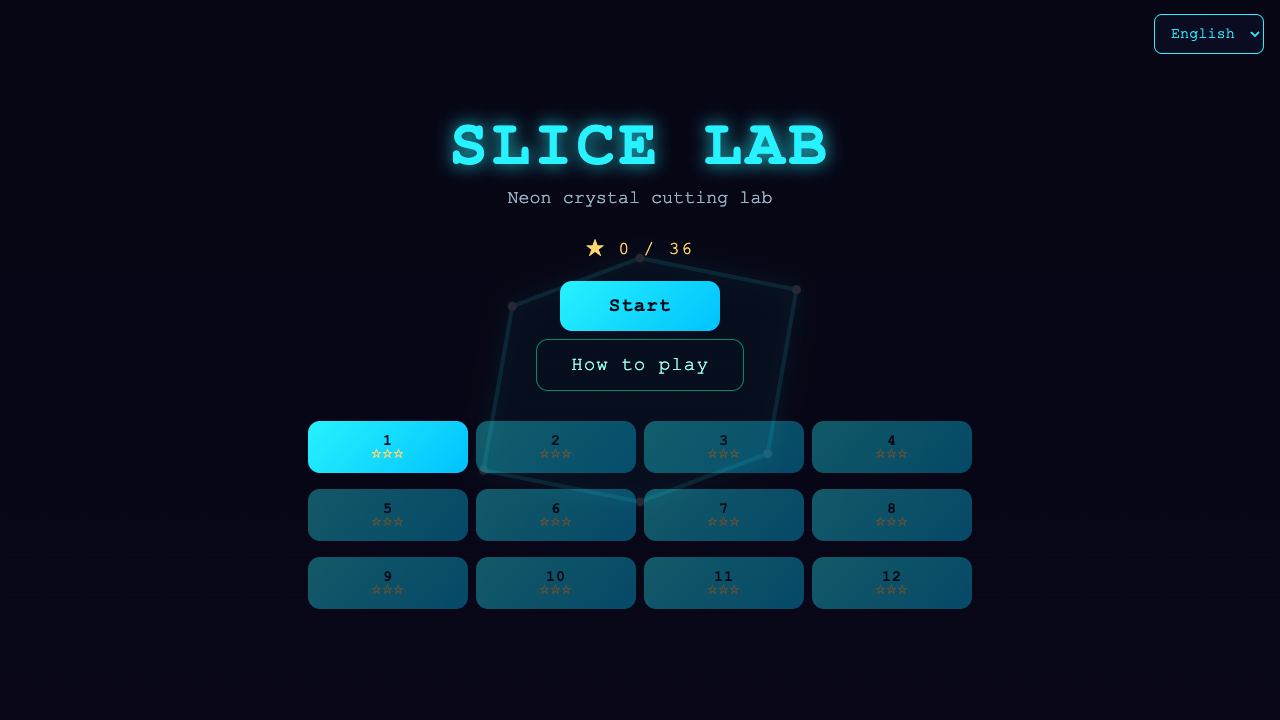 English
SLICE LAB
Neon crystal cutting lab
★ 0 / 36
Start
How to play
1 2 3 4
☆☆☆ ☆☆☆ ☆☆☆ ☆☆☆
5 6 7 8
☆☆☆ ☆☆☆ ☆☆☆ ☆☆☆
9 10 11 12
☆☆☆ ☆☆☆ ☆☆☆ ☆☆☆